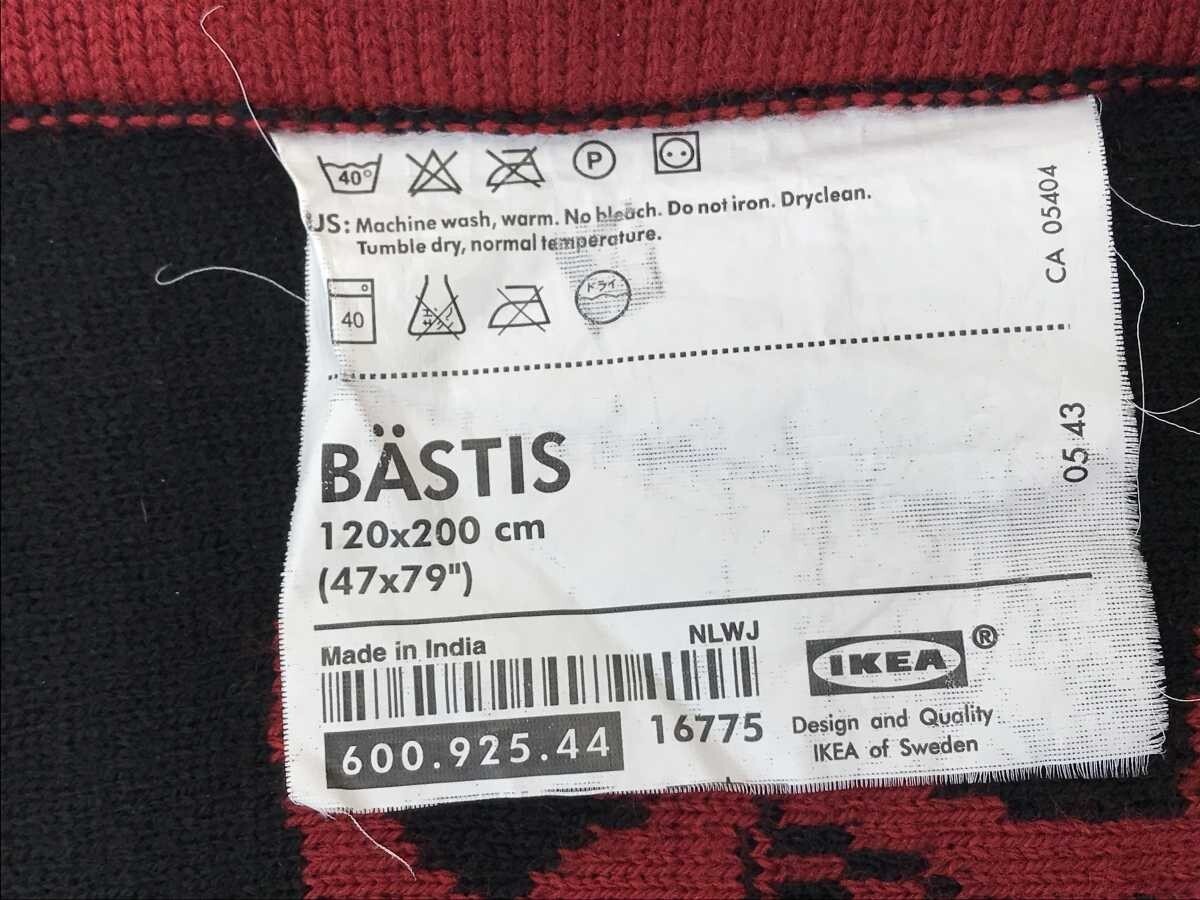 40°
P
US: Machine wash, warm. No bleach. Do not iron. Dryclean.
Tumble dry, normal temperature.
40
ドライ
CA 05404
05 43
BÄSTIS
120x200 cm
(47x79")
Made in India
NLWJ
600.925.44
16775
IKEA®
Design and Quality
IKEA of Sweden